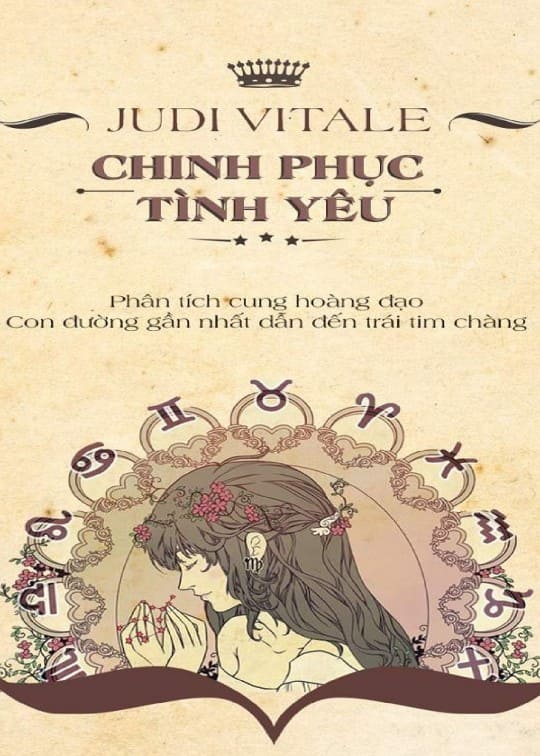 JUDI VITALE
CHINH PHỤC
TÌNH YÊU
Phân tích cung hoàng đạo
Con đường gần nhất dẫn đến trái tim chàng